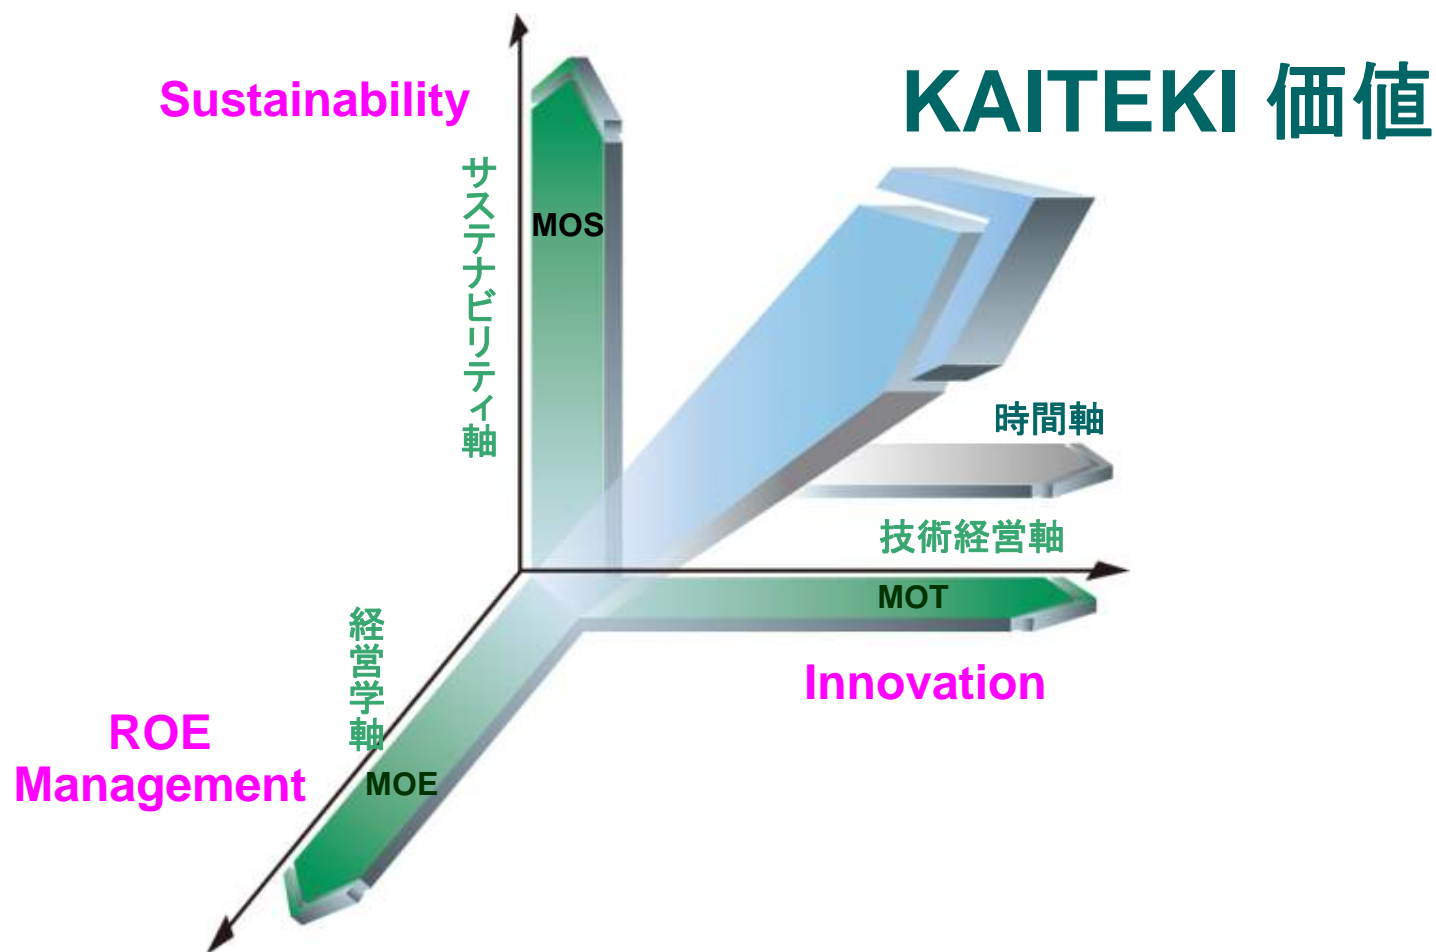 KAITEKI 価値
Sustainability
サステナビリティ軸
MOS
時間軸
技術経営軸
MOT
Innovation
経営学軸
ROE
Management
MOE